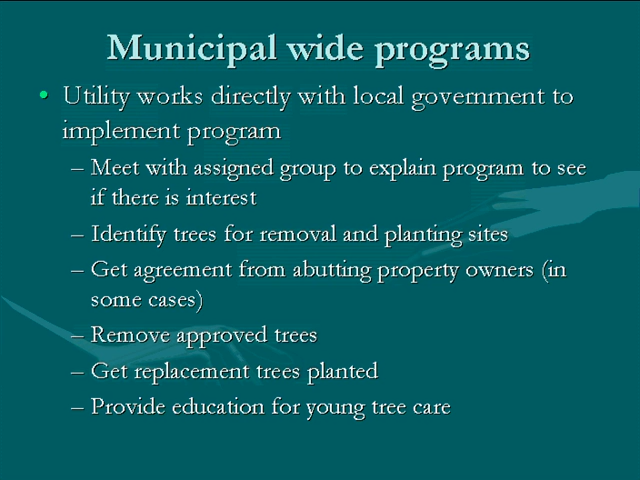 Municipal wide programs
• Utility works directly with local government to
implement program
– Meet with assigned group to explain program to see
if there is interest
– Identify trees for removal and planting sites
– Get agreement from abutting property owners (in
some cases)
– Remove approved trees
– Get replacement trees planted
– Provide education for young tree care